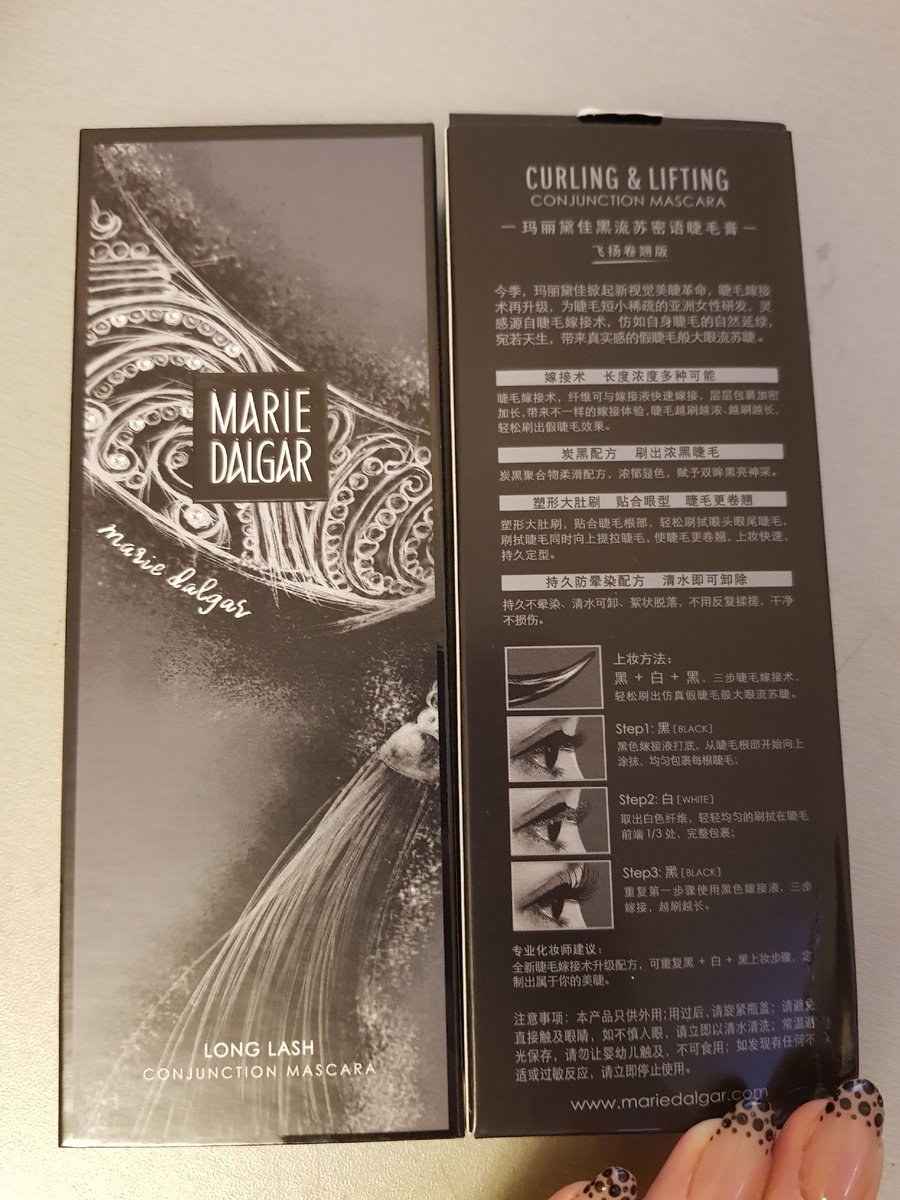 MARIE
DALGAR
marie dalgar
LONG LASH
CONJUNCTION MASCARA
CURLING & LIFTING
CONJUNCTION MASCARA
— 玛丽黛佳黑流苏密语睫毛膏 —
飞扬卷翘版
今季，玛丽黛佳掀起新视觉美睫革命，睫毛嫁接
术再升级，为睫毛短小稀疏的亚洲女性研发，灵
感源自睫毛嫁接术，仿如自身睫毛的自然延续，
宛若天生，带来真实感的假睫毛般大眼流苏睫。
嫁接术 长度浓度多种可能
睫毛嫁接术，纤维可与嫁接液快速嫁接，层层包裹加密
加长，带来不一样的嫁接体验，睫毛越刷越浓、越刷越长，
轻松刷出假睫毛效果。
炭黑配方 刷出浓黑睫毛
炭黑聚合物柔滑配方，浓郁显色，赋予双眸黑亮神采。
塑形大肚刷 贴合眼型 睫毛更卷翘
塑形大肚刷，贴合睫毛根部，轻松刷拭眼头眼尾睫毛。
刷拭睫毛同时向上提拉睫毛，使睫毛更卷翘，上妆快速，
持久定型。
持久防晕染配方 清水即可卸除
持久不晕染、清水可卸、絮状脱落，不用反复揉搓，干净
不损伤。
上妆方法：
黑 + 白 + 黑，三步睫毛嫁接术、
轻松刷出仿真假睫毛般大眼流苏睫。
Step1: 黑 [BLACK]
黑色嫁接液打底，从睫毛根部开始向上
涂抹，均匀包裹每根睫毛；
Step2: 白 [WHITE]
取出白色纤维，轻轻均匀的刷拭在睫毛
前端 1/3 处，完整包裹；
Step3: 黑 [BLACK]
重复第一步骤使用黑色嫁接液、三步
嫁接，越刷越长。
专业化妆师建议：
全新睫毛嫁接术升级配方，可重复黑 + 白 + 黑上妆步骤，定
制出属于你的美睫。
注意事项：本产品只供外用；用过后，请旋紧瓶盖；请避免
直接触及眼睛，如不慎入眼，请立即以清水清洗；常温避
光保存，请勿让婴幼儿触及，不可食用；如发现有任何不
适或过敏反应，请立即停止使用。
www.mariedalgar.com